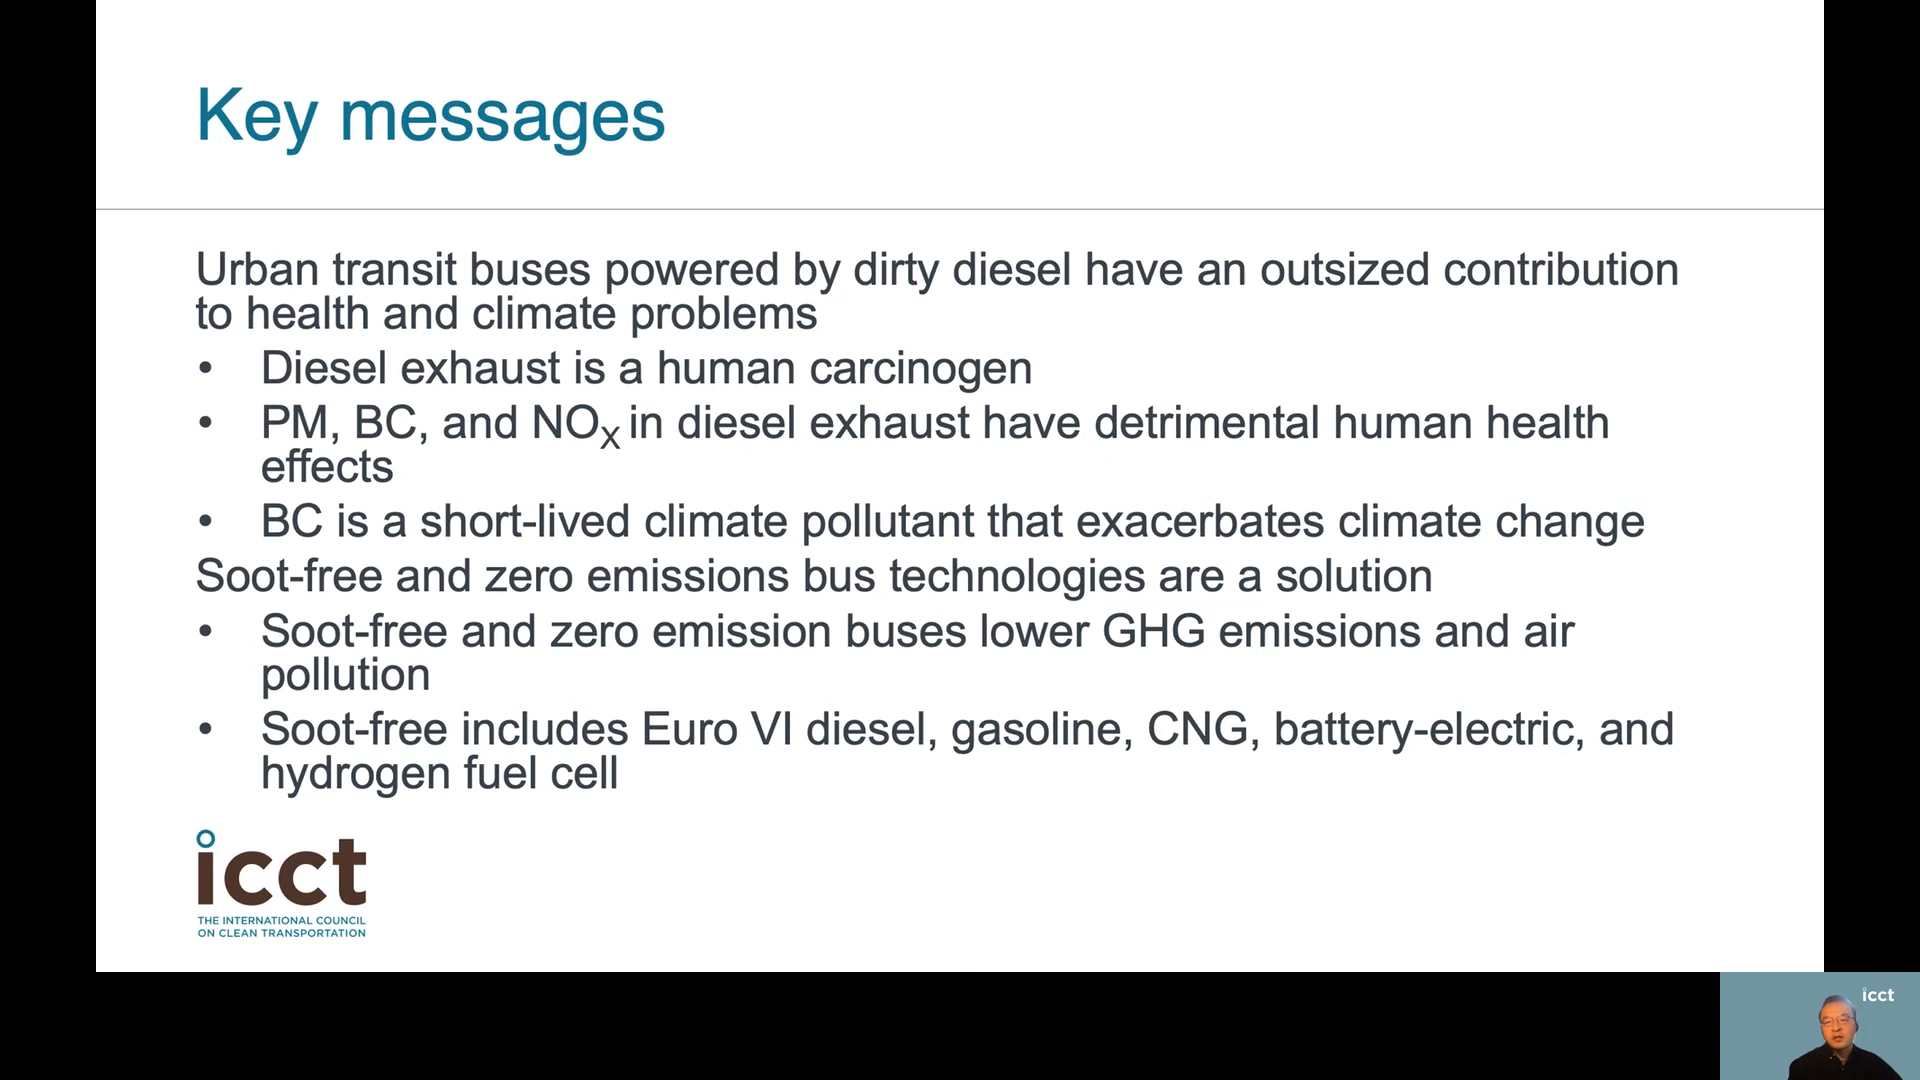 Key messages
Urban transit buses powered by dirty diesel have an outsized contribution
to health and climate problems
• Diesel exhaust is a human carcinogen
• PM, BC, and NOX in diesel exhaust have detrimental human health
effects
• BC is a short-lived climate pollutant that exacerbates climate change
Soot-free and zero emissions bus technologies are a solution
• Soot-free and zero emission buses lower GHG emissions and air
pollution
• Soot-free includes Euro VI diesel, gasoline, CNG, battery-electric, and
hydrogen fuel cell
icct
THE INTERNATIONAL COUNCIL
ON CLEAN TRANSPORTATION
icct